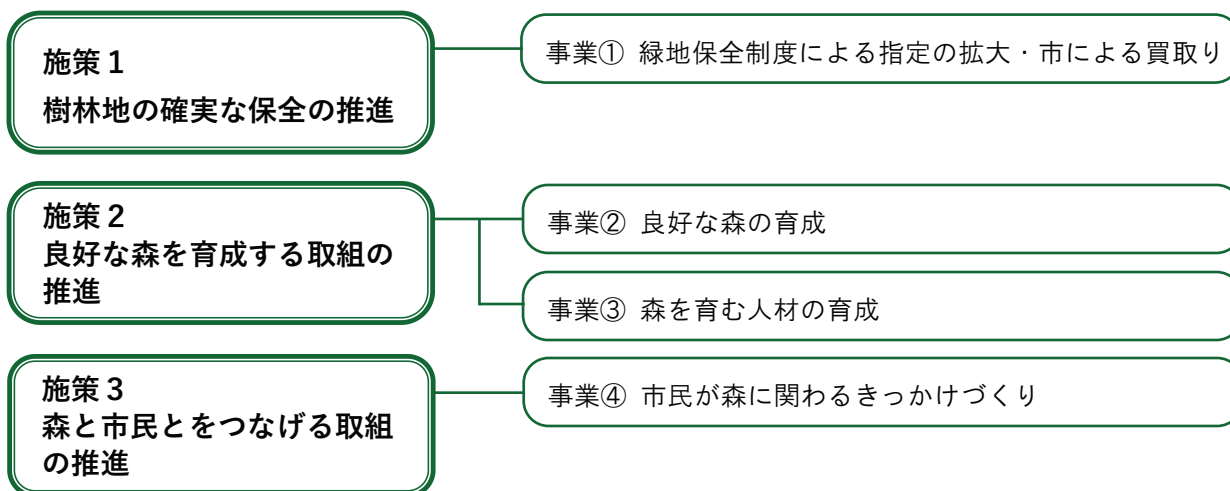 施策１
樹林地の確実な保全の推進
事業① 緑地保全制度による指定の拡大・市による買取り
施策２
良好な森を育成する取組の
推進
事業② 良好な森の育成
事業③ 森を育む人材の育成
施策３
森と市民とをつなげる取組
の推進
事業④ 市民が森に関わるきっかけづくり